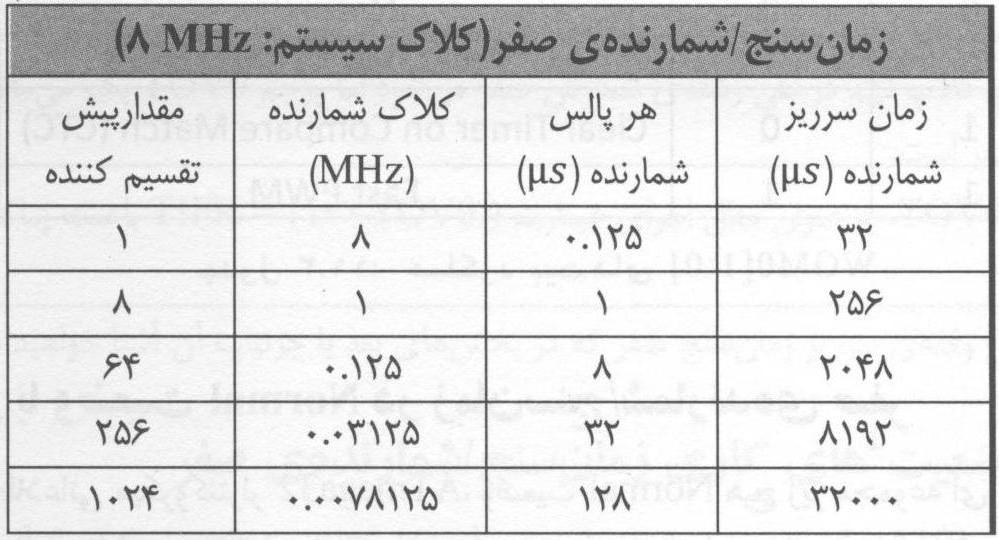 زمان‌سنج/شمارنده‌ی صفر(کلاک سیستم: ۸ MHz)
مقدارپیش تقسیم کننده	کلاک شمارنده (MHz)	هر پالس شمارنده (µs)	زمان سرریز شمارنده (µs)
۱	۸	۰.۱۲۵	۳۲
۸	۱	۱	۲۵۶
۶۴	۰.۱۲۵	۸	۲۰۴۸
۲۵۶	۰.۰۳۱۲۵	۳۲	۸۱۹۲
۱۰۲۴	۰.۰۰۷۸۱۲۵	۱۲۸	۳۲۰۰۰